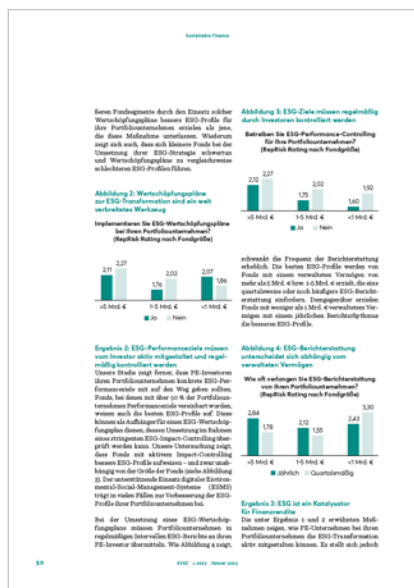 Sustainable Finance
ßeren Fondsegmente durch den Einsatz solcher
Wertschöpfungspläne bessere ESG-Profile für
ihre Portfoliounternehmen erzielen als jene,
die diese Maßnahme unterlassen. Wiederum
zeigt sich auch, dass sich kleinere Fonds bei der
Umsetzung ihrer ESG-Strategie schwertun
und Wertschöpfungspläne zu vergleichsweise
schlechteren ESG-Profilen führen.
Abbildung 2: Wertschöpfungspläne
zur ESG-Transformation sind ein weit
verbreitetes Werkzeug
Implementieren Sie ESG-Wertschöpfungspläne
bei Ihren Portfoliounternehmen?
(RepRisk Rating nach Fondgröße)
2,11 2,27
1,76 2,02
2,07 1,86
>5 Mrd. € 1-5 Mrd. € <1 Mrd. €
Ja Nein
Ergebnis 2: ESG-Performanceziele müssen
vom Investor aktiv mitgestaltet und regel-
mäßig kontrolliert werden
Unsere Studie zeigt ferner, dass PE-Investoren
ihren Portfoliounternehmen konkrete ESG-Per-
formanceziele mit auf den Weg geben sollten.
Fonds, bei denen mit über 50 % der Portfolioun-
ternehmen Performanceziele vereinbart wurden,
weisen auch die besten ESG-Profile auf. Diese
können als Aufhänger für einen ESG-Wertschöp-
fungsplan dienen, dessen Umsetzung im Rahmen
eines stringenten ESG-Impact-Controlling über-
prüft werden kann. Unsere Untersuchung zeigt,
dass Fonds mit aktivem Impact-Controlling
bessere ESG-Profile aufweisen – und zwar unab-
hängig von der Größe der Fonds (siehe Abbildung
3). Der unterstützende Einsatz digitaler Environ-
mental-Social-Management-Systeme (ESMS)
trägt in vielen Fällen zur Verbesserung der ESG-
Profile ihrer Portfoliounternehmen bei.
Bei der Umsetzung eines ESG-Wertschöp-
fungsplans müssen Portfoliounternehmen in
regelmäßigen Intervallen ESG-Berichte an ihren
PE-Investor übermitteln. Wie Abbildung 4 zeigt,
Abbildung 3: ESG-Ziele müssen regelmäßig
durch Investoren kontrolliert werden
Betreiben Sie ESG-Performance-Controlling
für Ihre Portfoliounternehmen?
(RepRisk Rating nach Fondgröße)
2,12 2,27
1,75 2,02
1,60 1,92
>5 Mrd. € 1-5 Mrd. € <1 Mrd. €
Ja Nein
schwankt die Frequenz der Berichterstattung
erheblich. Die besten ESG-Profile werden von
Fonds mit einem verwalteten Vermögen von
mehr als 5 Mrd. € bzw. 1-5 Mrd. € erzielt, die eine
quartalsweise oder noch häufigere ESG-Bericht-
erstattung einfordern. Demgegenüber erzielen
Fonds mit weniger als 1 Mrd. € verwaltetem Ver-
mögen mit einem jährlichen Berichtsrhythmus
die besseren ESG-Profile.
Abbildung 4: ESG-Berichterstattung
unterscheidet sich abhängig vom
verwalteten Vermögen
Wie oft verlangen Sie ESG-Berichterstattung
von ihren Portfoliounternehmen?
(RepRisk Rating nach Fondgröße)
2,84 1,78
2,12 1,55
2,43 3,30
>5 Mrd. € 1-5 Mrd. € <1 Mrd. €
Jährlich Quartalsmäßig
Ergebnis 3: ESG ist ein Katalysator
für Finanzrendite
Die unter Ergebnis 1 und 2 erwähnten Maß-
nahmen zeigen, wie PE-Unternehmen bei ihren
Portfoliounternehmen die ESG-Transformation
aktiv mitgestalten können. Es stellt sich jedoch
50
1.2023 Januar 2023